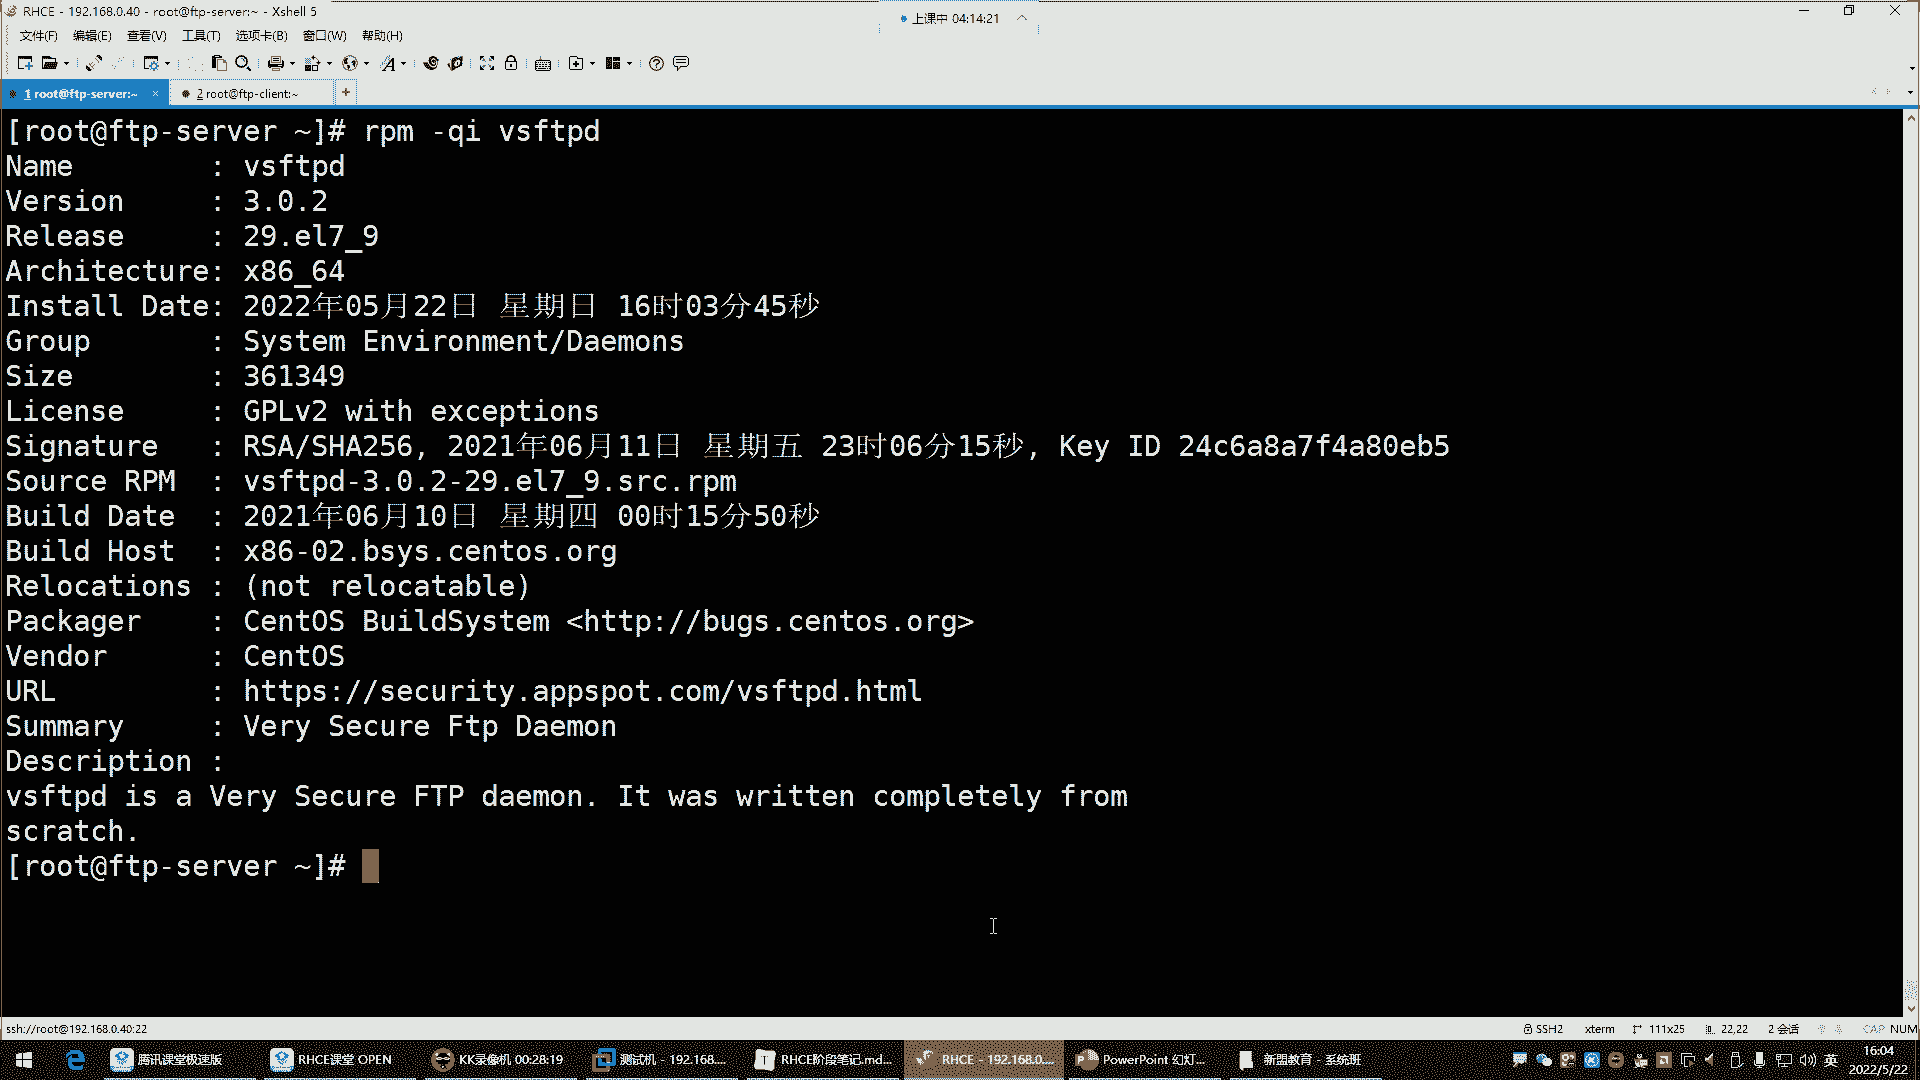 RHCE - 192.168.0.40 - root@ftp-server:~ - Xshell 5
上课中 04:14:21
文件(F) 编辑(E) 查看(V) 工具(T) 选项卡(B) 窗口(W) 帮助(H)
1 root@ftp-server:~ × 2 root@ftp-client:~ +
[root@ftp-server ~]# rpm -qi vsftpd
Name        : vsftpd
Version     : 3.0.2
Release     : 29.el7_9
Architecture: x86_64
Install Date: 2022年05月22日 星期日 16时03分45秒
Group       : System Environment/Daemons
Size        : 361349
License     : GPLv2 with exceptions
Signature   : RSA/SHA256, 2021年06月11日 星期五 23时06分15秒, Key ID 24c6a8a7f4a80eb5
Source RPM  : vsftpd-3.0.2-29.el7_9.src.rpm
Build Date  : 2021年06月10日 星期四 00时15分50秒
Build Host  : x86-02.bsys.centos.org
Relocations : (not relocatable)
Packager    : CentOS BuildSystem <http://bugs.centos.org>
Vendor      : CentOS
URL         : https://security.appspot.com/vsftpd.html
Summary     : Very Secure Ftp Daemon
Description :
vsftpd is a Very Secure FTP daemon. It was written completely from
scratch.
[root@ftp-server ~]#
ssh://root@192.168.0.40:22 SSH2 xterm 111x25 22,22 2 会话 CAP NUM
腾讯课堂极速版 RHCE课堂 OPEN KK录像机 00:28:19 测试机 - 192.168.... RHCE阶段笔记.md... RHCE - 192.168.0.... PowerPoint 幻灯... 新盟教育 - 系统班 英 16:04
2022/5/22